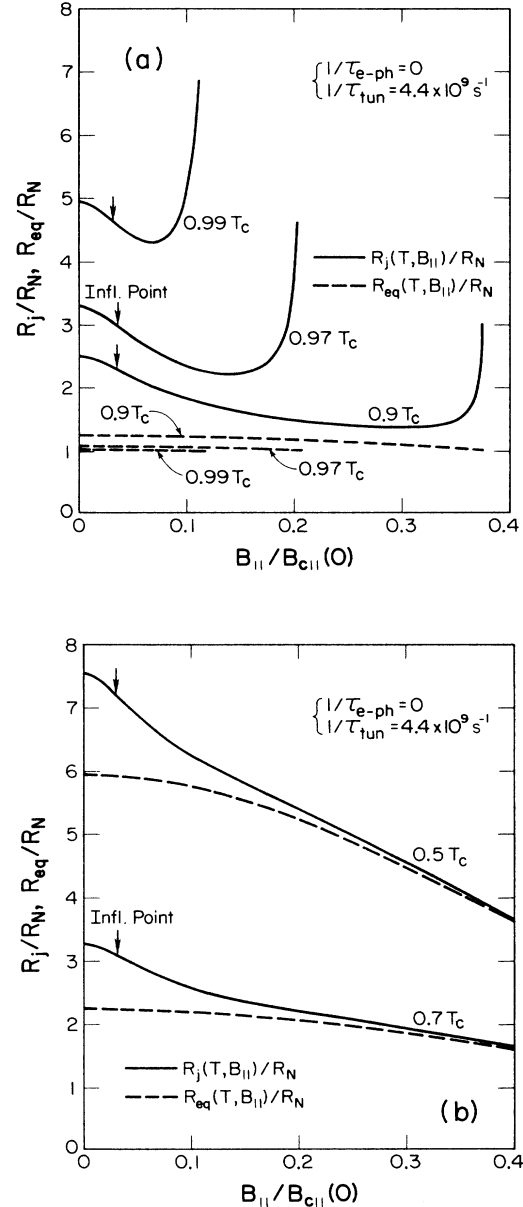 8
(a)
{ 1/τe-ph = 0
1/τtun = 4.4 x 10⁹ s⁻¹
7
6
5
0.99 Tc
4
Rj(T,B||)/RN
Req(T,B||)/RN
Infl. Point
0.97 Tc
3
2
0.9 Tc
0.9 Tc
1
0.99 Tc
0.97 Tc
0
0 0.1 0.2 0.3 0.4
B||/Bc||(0)
Rj/RN, Req/RN
8
7
{ 1/τe-ph = 0
1/τtun = 4.4 x 10⁹ s⁻¹
6
5
0.5 Tc
4
Infl. Point
3
0.7 Tc
2
Rj(T,B||)/RN
Req(T,B||)/RN
1
(b)
0
0 0.1 0.2 0.3 0.4
B||/Bc||(0)
Rj/RN, Req/RN